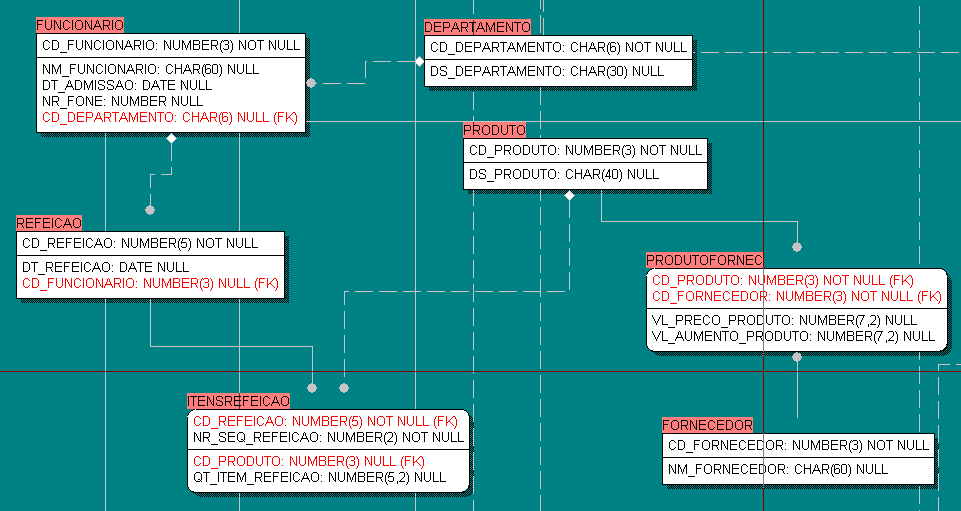 FUNCIONARIO
CD_FUNCIONARIO: NUMBER(3) NOT NULL
NM_FUNCIONARIO: CHAR(60) NULL
DT_ADMISSAO: DATE NULL
NR_FONE: NUMBER NULL
CD_DEPARTAMENTO: CHAR(6) NULL (FK)
DEPARTAMENTO
CD_DEPARTAMENTO: CHAR(6) NOT NULL
DS_DEPARTAMENTO: CHAR(30) NULL
PRODUTO
CD_PRODUTO: NUMBER(3) NOT NULL
DS_PRODUTO: CHAR(40) NULL
REFEICAO
CD_REFEICAO: NUMBER(5) NOT NULL
DT_REFEICAO: DATE NULL
CD_FUNCIONARIO: NUMBER(3) NULL (FK)
PRODUTOFORNEC
CD_PRODUTO: NUMBER(3) NOT NULL (FK)
CD_FORNECEDOR: NUMBER(3) NOT NULL (FK)
VL_PRECO_PRODUTO: NUMBER(7,2) NULL
VL_AUMENTO_PRODUTO: NUMBER(7,2) NULL
ITENSREFEICAO
CD_REFEICAO: NUMBER(5) NOT NULL (FK)
NR_SEQ_REFEICAO: NUMBER(2) NOT NULL
CD_PRODUTO: NUMBER(3) NULL (FK)
QT_ITEM_REFEICAO: NUMBER(5,2) NULL
FORNECEDOR
CD_FORNECEDOR: NUMBER(3) NOT NULL
NM_FORNECEDOR: CHAR(60) NULL